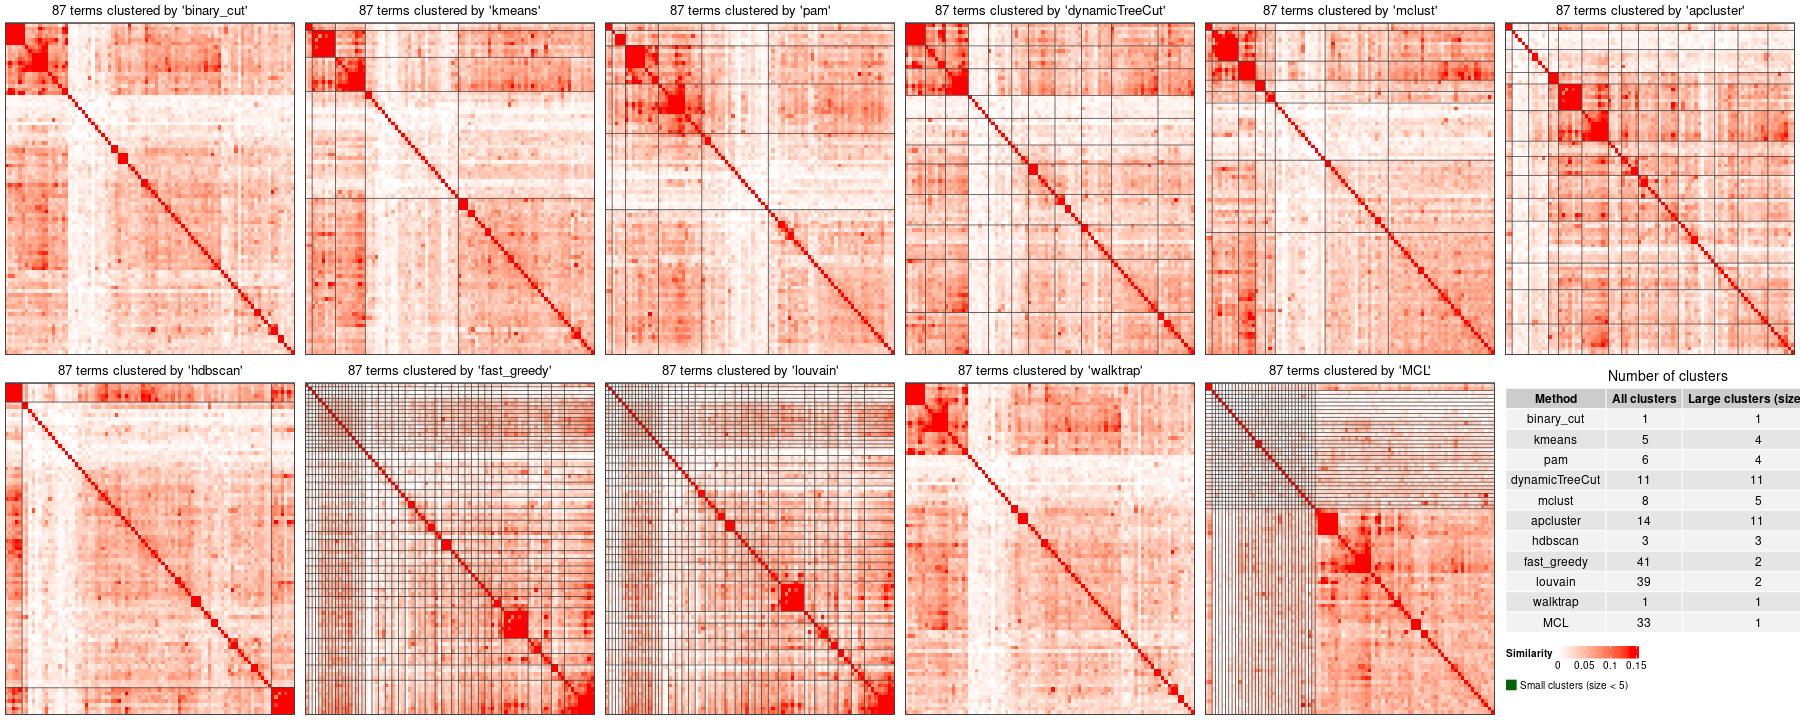 87 terms clustered by 'binary_cut'
87 terms clustered by 'kmeans'
87 terms clustered by 'pam'
87 terms clustered by 'dynamicTreeCut'
87 terms clustered by 'mclust'
87 terms clustered by 'apcluster'
87 terms clustered by 'hdbscan'
87 terms clustered by 'fast_greedy'
87 terms clustered by 'louvain'
87 terms clustered by 'walktrap'
87 terms clustered by 'MCL'
Number of clusters
Method All clusters Large clusters (size
binary_cut 1 1
kmeans 5 4
pam 6 4
dynamicTreeCut 11 11
mclust 8 5
apcluster 14 11
hdbscan 3 3
fast_greedy 41 2
louvain 39 2
walktrap 1 1
MCL 33 1
Similarity
0 0.05 0.1 0.15
Small clusters (size < 5)